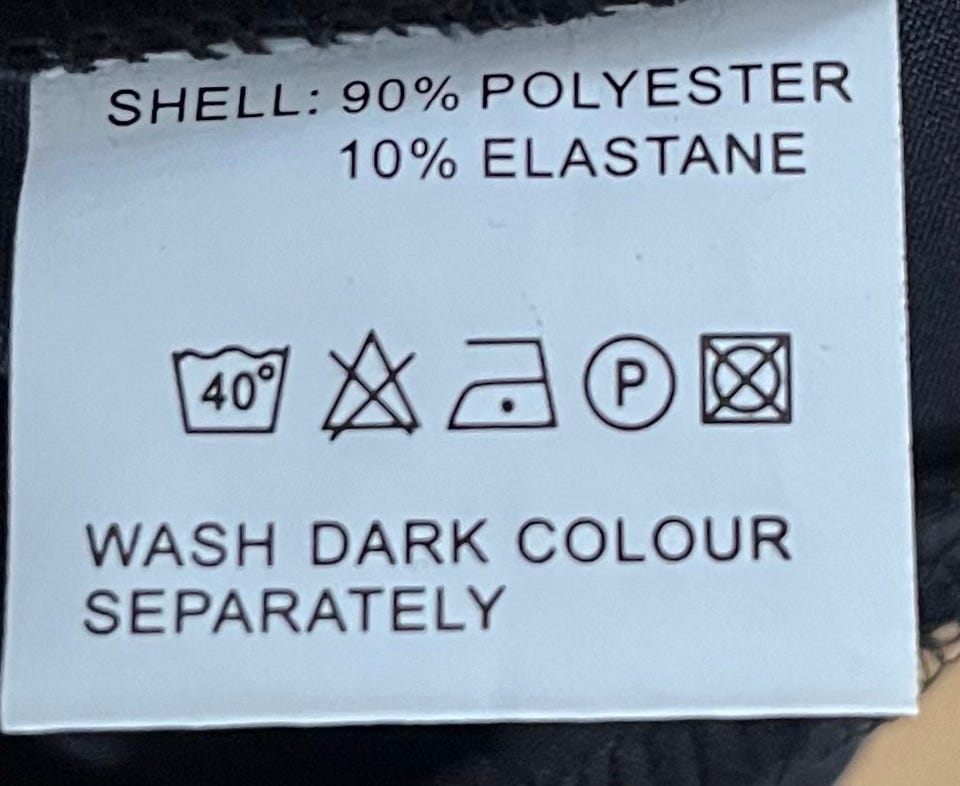 SHELL: 90% POLYESTER
10% ELASTANE
40°
P
WASH DARK COLOUR
SEPARATELY